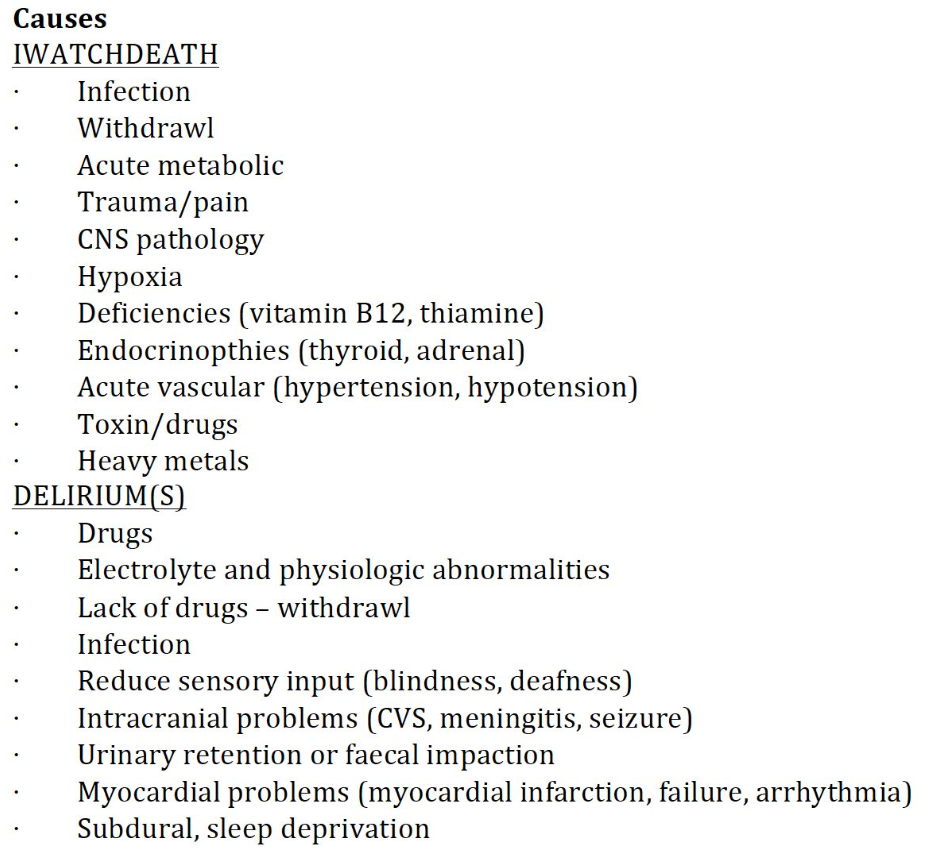 Causes
IWATCHDEATH
· Infection
· Withdrawl
· Acute metabolic
· Trauma/pain
· CNS pathology
· Hypoxia
· Deficiencies (vitamin B12, thiamine)
· Endocrinopthies (thyroid, adrenal)
· Acute vascular (hypertension, hypotension)
· Toxin/drugs
· Heavy metals
DELIRIUM(S)
· Drugs
· Electrolyte and physiologic abnormalities
· Lack of drugs – withdrawl
· Infection
· Reduce sensory input (blindness, deafness)
· Intracranial problems (CVS, meningitis, seizure)
· Urinary retention or faecal impaction
· Myocardial problems (myocardial infarction, failure, arrhythmia)
· Subdural, sleep deprivation